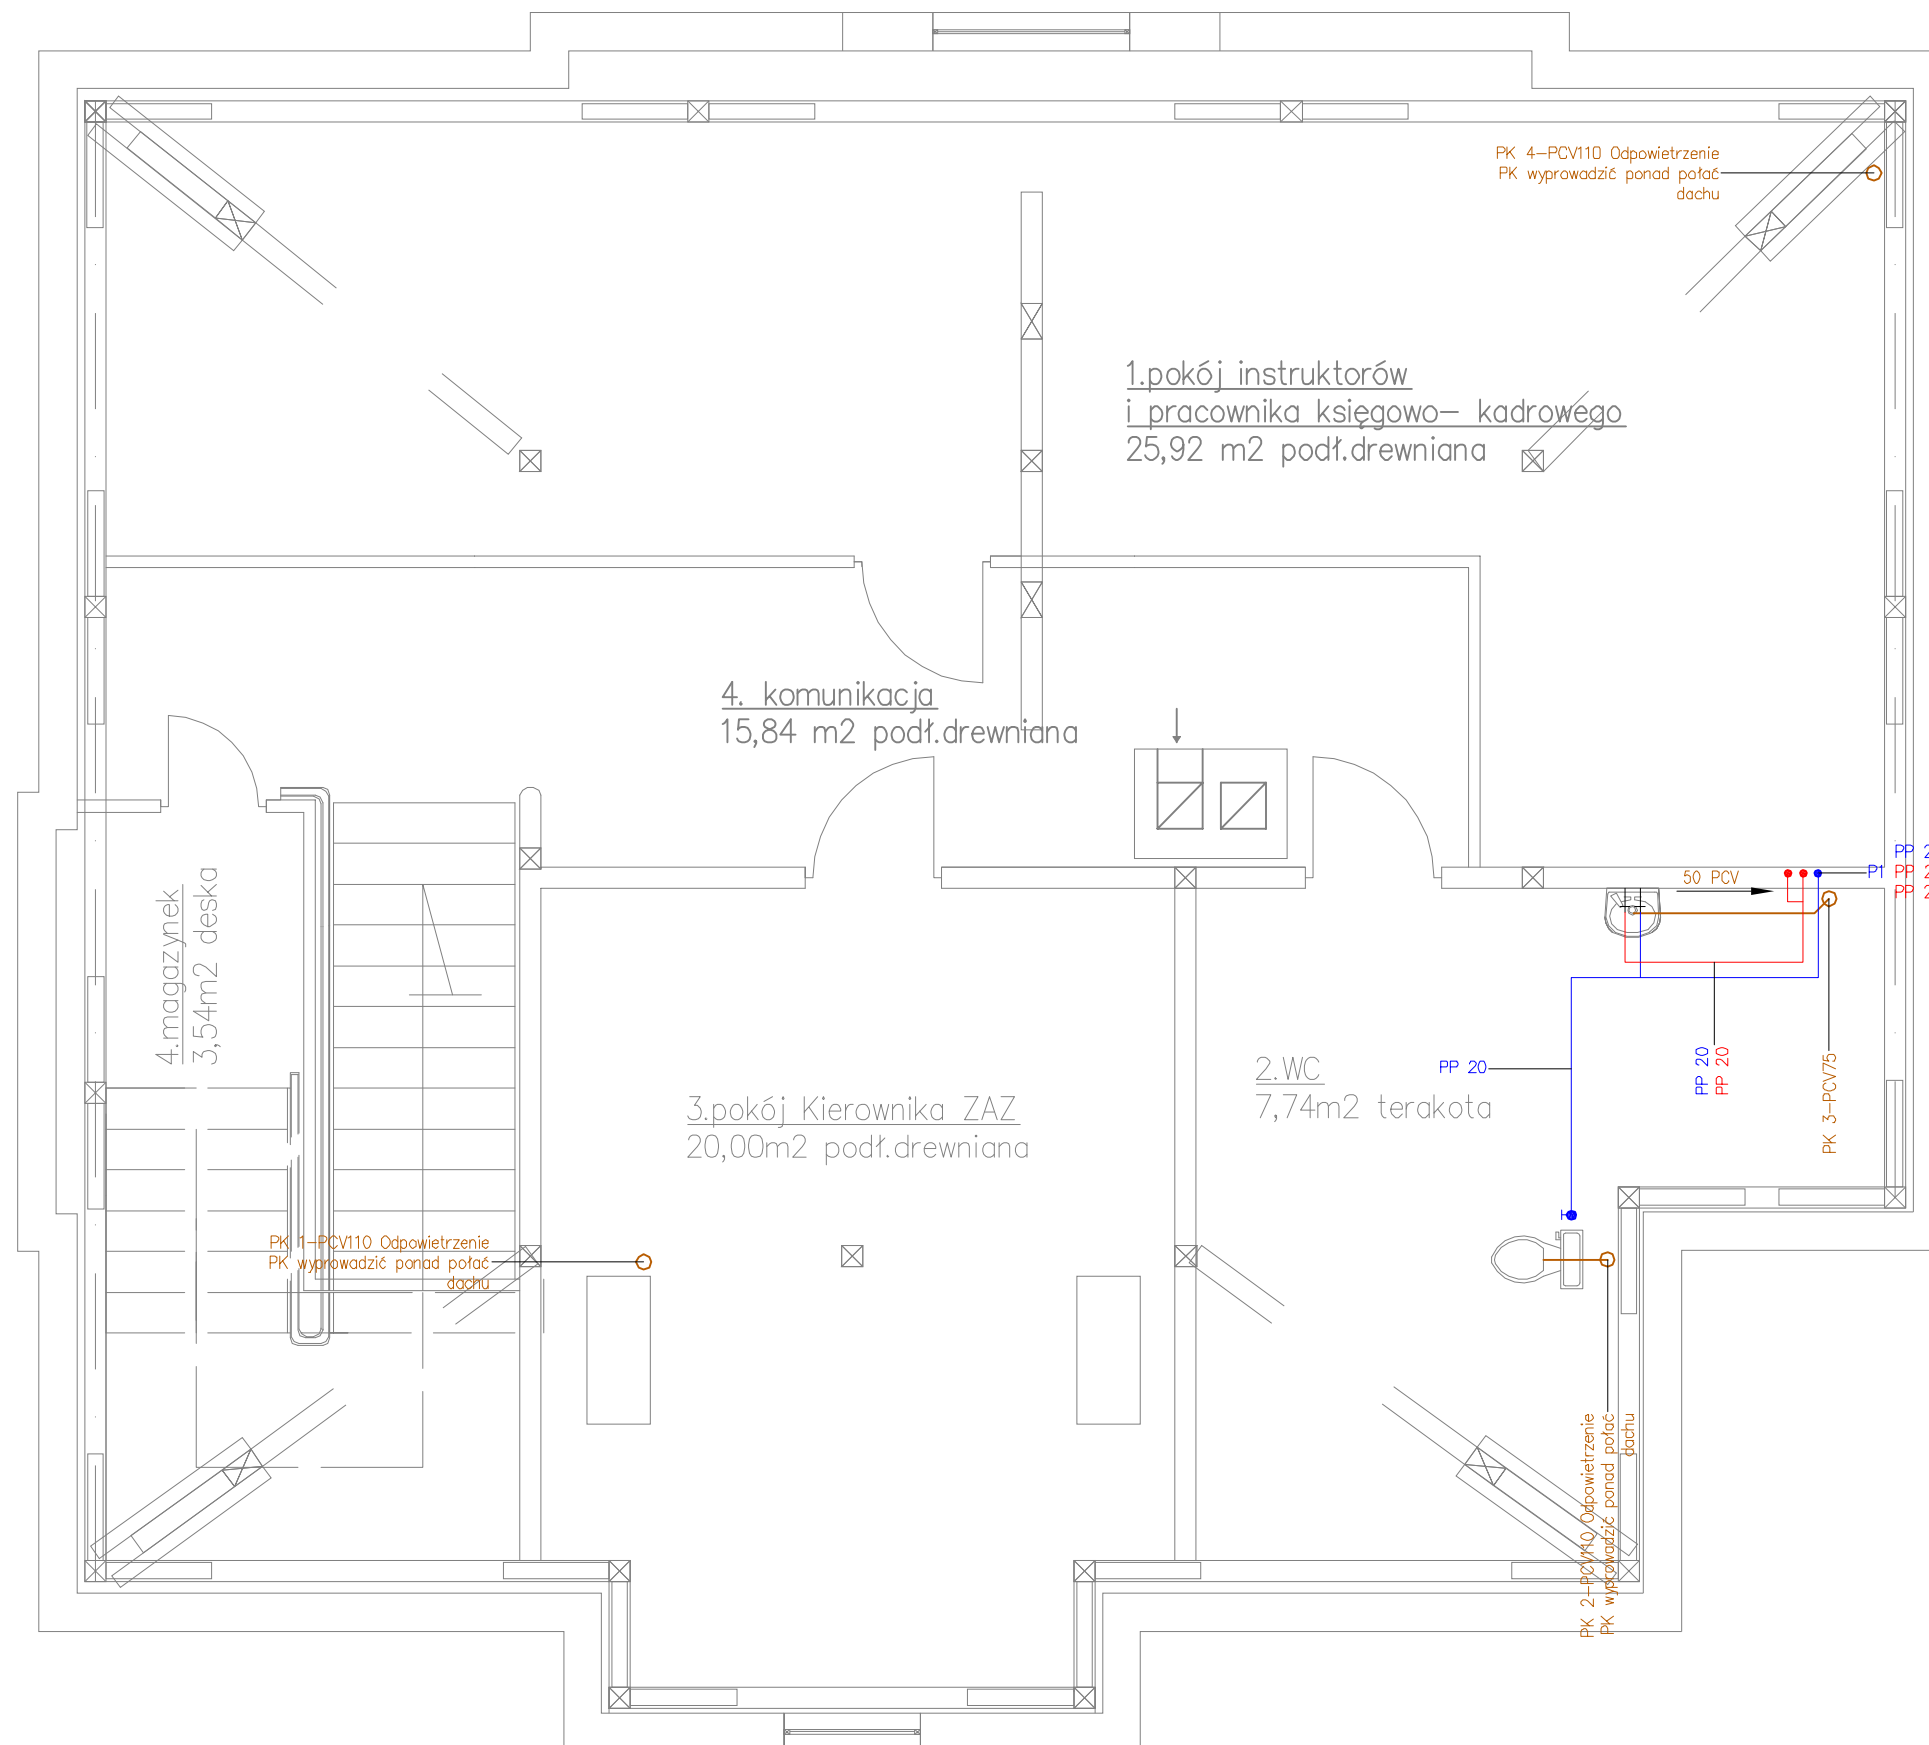 PK 4-PCV110 Odpowietrzenie
PK wyprowadzić ponad połać
dachu
1.pokój instruktorów
i pracownika księgowo- kadrowego
25,92 m2 podł.drewniana
4. komunikacja
15,84 m2 podł.drewniana
4.magazynek
3,54m2 deska
50 PCV
P1
PP 2
PP 2
PP 2
PP 20
PP 20
PP 20
PK 3-PCV75
2.WC
7,74m2 terakota
3.pokój Kierownika ZAZ
20,00m2 podł.drewniana
PK 1-PCV110 Odpowietrzenie
PK wyprowadzić ponad połać
dachu
PK 2-PCV110 Odpowietrzenie
PK wyprowadzić ponad połać
dachu